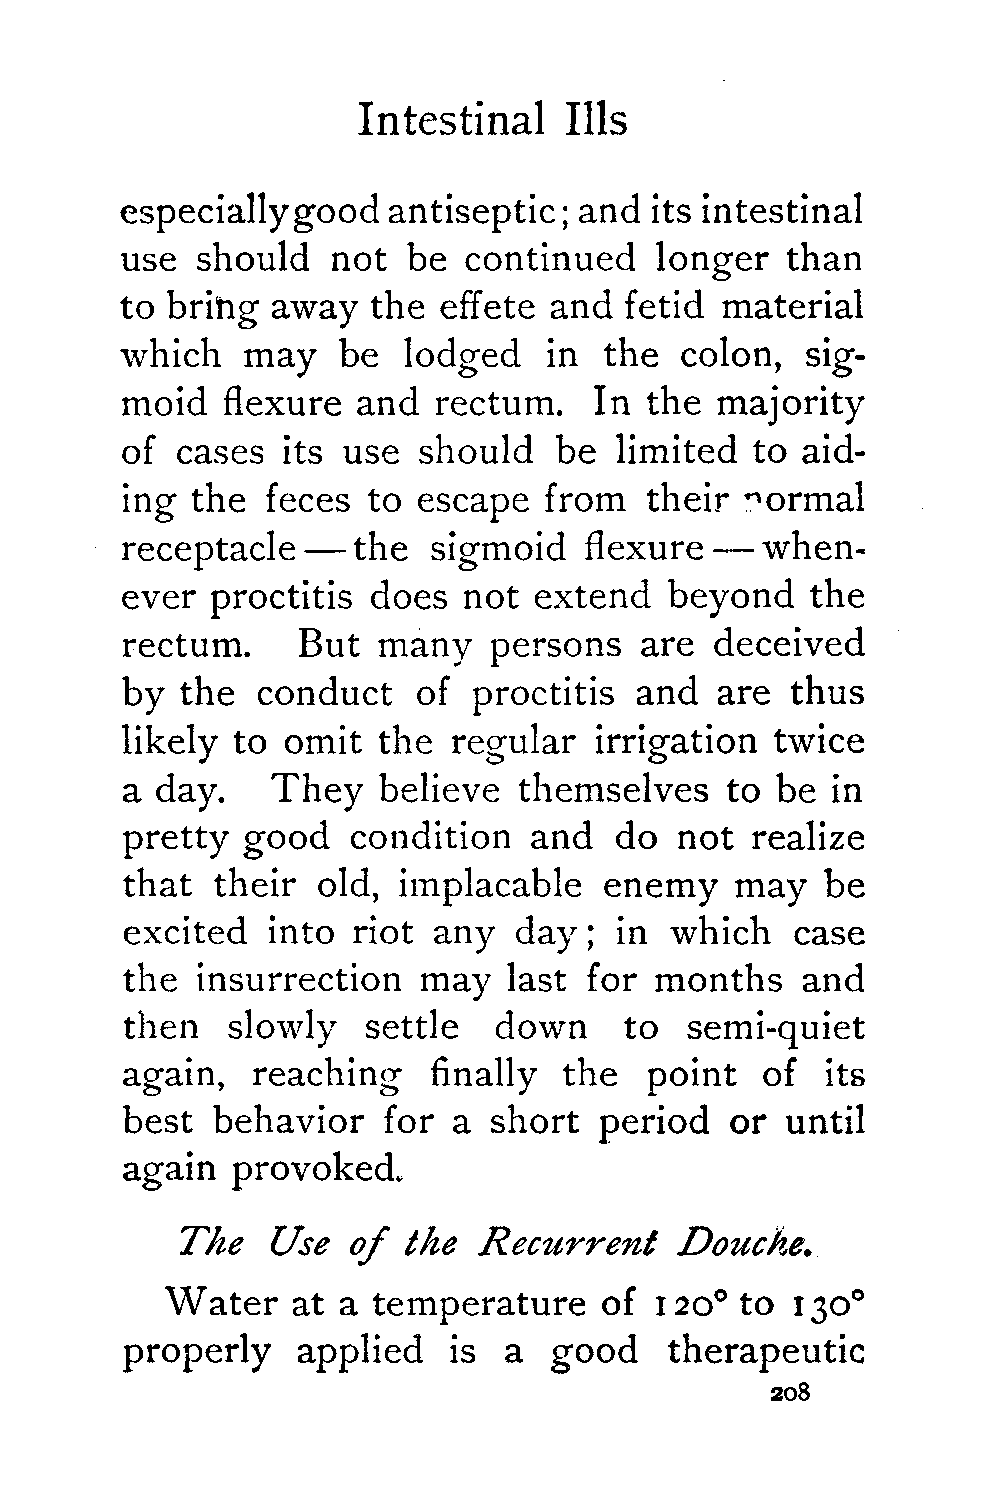 Intestinal Ills
especially good antiseptic; and its intestinal
use should not be continued longer than
to bring away the effete and fetid material
which may be lodged in the colon, sig-
moid flexure and rectum. In the majority
of cases its use should be limited to aid-
ing the feces to escape from their normal
receptacle — the sigmoid flexure — when-
ever proctitis does not extend beyond the
rectum. But many persons are deceived
by the conduct of proctitis and are thus
likely to omit the regular irrigation twice
a day. They believe themselves to be in
pretty good condition and do not realize
that their old, implacable enemy may be
excited into riot any day; in which case
the insurrection may last for months and
then slowly settle down to semi-quiet
again, reaching finally the point of its
best behavior for a short period or until
again provoked.
The Use of the Recurrent Douche.
Water at a temperature of 120° to 130°
properly applied is a good therapeutic
208